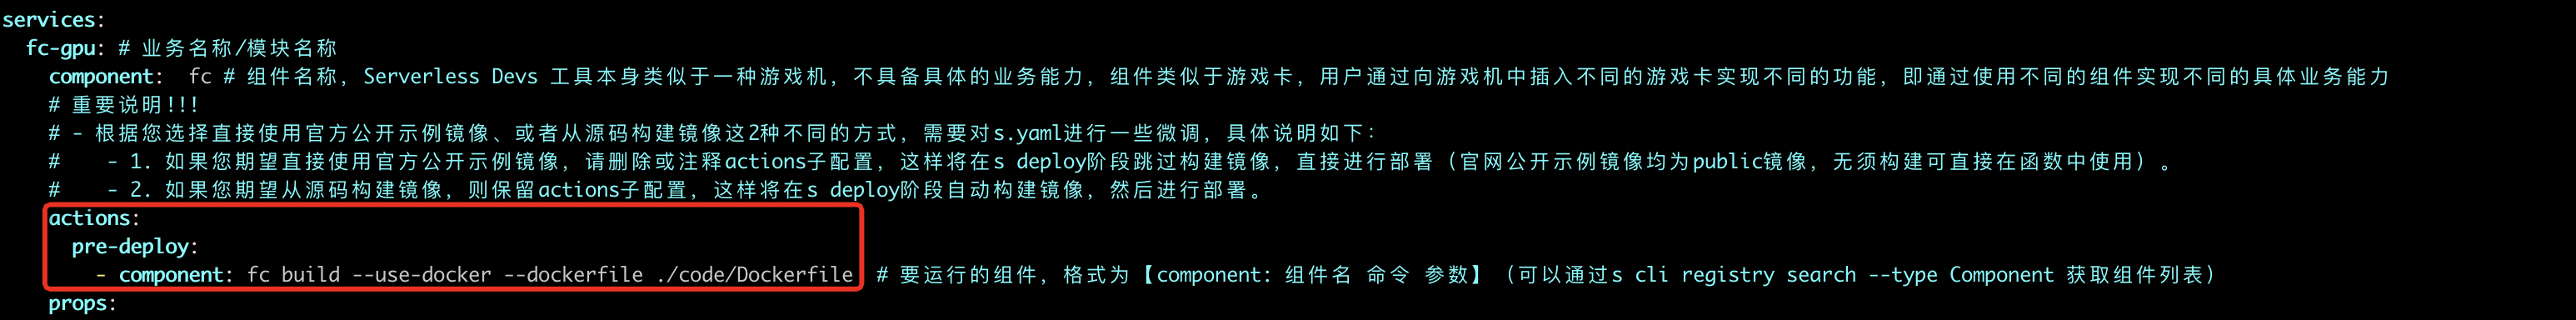 services:
  fc-gpu: # 业务名称/模块名称
    component:  fc # 组件名称，Serverless Devs 工具本身类似于一种游戏机，不具备具体的业务能力，组件类似于游戏卡，用户通过向游戏机中插入不同的游戏卡实现不同的功能，即通过使用不同的组件实现不同的具体业务能力
    # 重要说明!!!
    # - 根据您选择直接使用官方公开示例镜像、或者从源码构建镜像这2种不同的方式，需要对s.yaml进行一些微调，具体说明如下：
    #    - 1. 如果您期望直接使用官方公开示例镜像，请删除或注释actions子配置，这样将在s deploy阶段跳过构建镜像，直接进行部署（官网公开示例镜像均为public镜像，无须构建可直接在函数中使用）。
    #    - 2. 如果您期望从源码构建镜像，则保留actions子配置，这样将在s deploy阶段自动构建镜像，然后进行部署。
    actions:
      pre-deploy:
        - component: fc build --use-docker --dockerfile ./code/Dockerfile  # 要运行的组件，格式为【component: 组件名 命令 参数】（可以通过s cli registry search --type Component 获取组件列表）
    props: